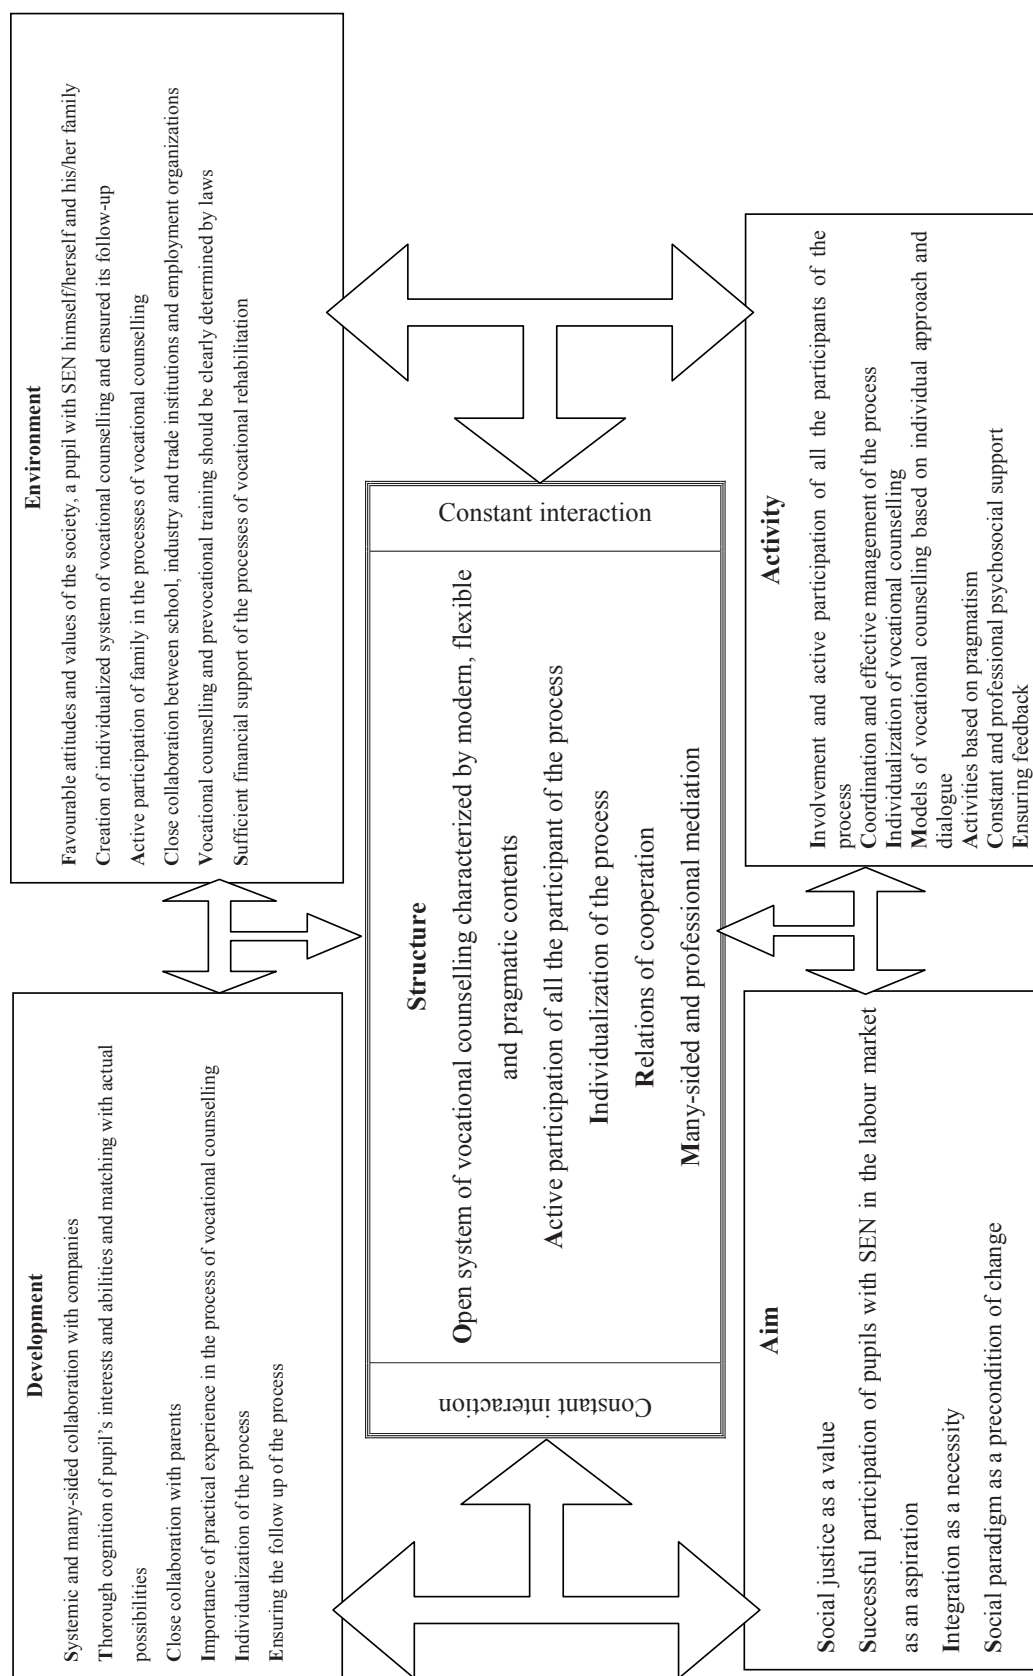 Development
Systemic and many-sided collaboration with companies
Thorough cognition of pupil's interests and abilities and matching with actual
possibilities
Close collaboration with parents
Importance of practical experience in the process of vocational counselling
Individualization of the process
Ensuring the follow up of the process
Environment
Favourable attitudes and values of the society, a pupil with SEN himself/herself and his/her family
Creation of individualized system of vocational counselling and ensured its follow-up
Active participation of family in the processes of vocational counselling
Close collaboration between school, industry and trade institutions and employment organizations
Vocational counselling and prevocational training should be clearly determined by laws
Sufficient financial support of the processes of vocational rehabilitation
Constant interaction
Structure
Open system of vocational counselling characterized by modern, flexible
and pragmatic contents
Active participation of all the participant of the process
Individualization of the process
Relations of cooperation
Many-sided and professional mediation
Constant interaction
Aim
Social justice as a value
Successful participation of pupils with SEN in the labour market
as an aspiration
Integration as a necessity
Social paradigm as a precondition of change
Activity
Involvement and active participation of all the participants of the
process
Coordination and effective management of the process
Individualization of vocational counselling
Models of vocational counselling based on individual approach and
dialogue
Activities based on pragmatism
Constant and professional psychosocial support
Ensuring feedback